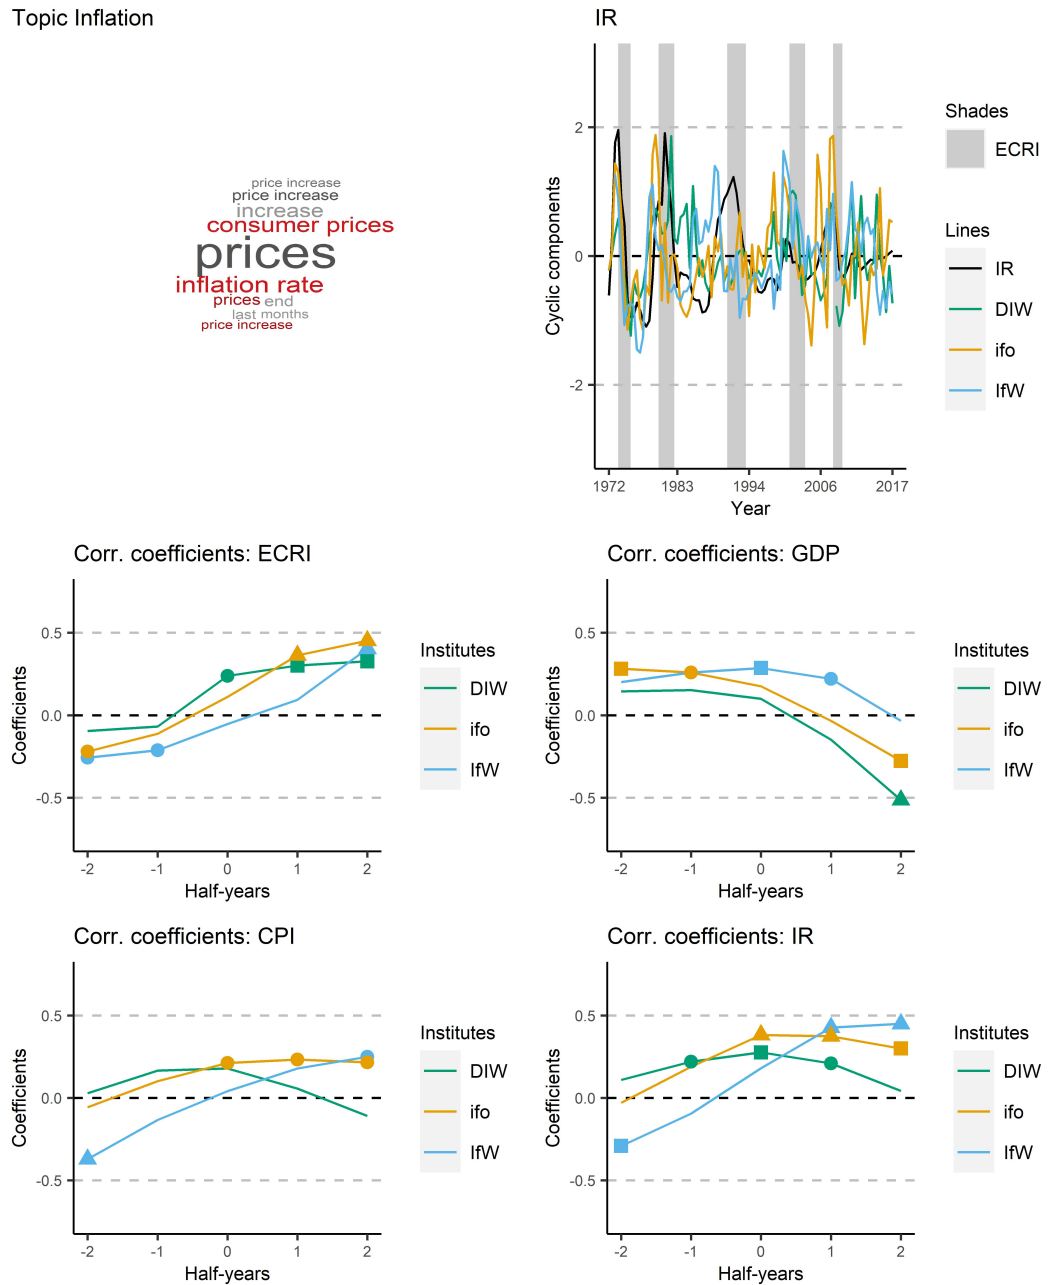 Topic Inflation
price increase
price increase
increase
consumer prices
prices
inflation rate
prices end
last months
price increase
IR
Cyclic components
2
0
-2
1972 1983 1994 2006 2017
Year
Shades
ECRI
Lines
IR
DIW
ifo
IfW
Corr. coefficients: ECRI
Coefficients
0.5
0.0
-0.5
-2 -1 0 1 2
Half-years
Institutes
DIW
ifo
IfW
Corr. coefficients: GDP
Coefficients
0.5
0.0
-0.5
-2 -1 0 1 2
Half-years
Institutes
DIW
ifo
IfW
Corr. coefficients: CPI
Coefficients
0.5
0.0
-0.5
-2 -1 0 1 2
Half-years
Institutes
DIW
ifo
IfW
Corr. coefficients: IR
Coefficients
0.5
0.0
-0.5
-2 -1 0 1 2
Half-years
Institutes
DIW
ifo
IfW